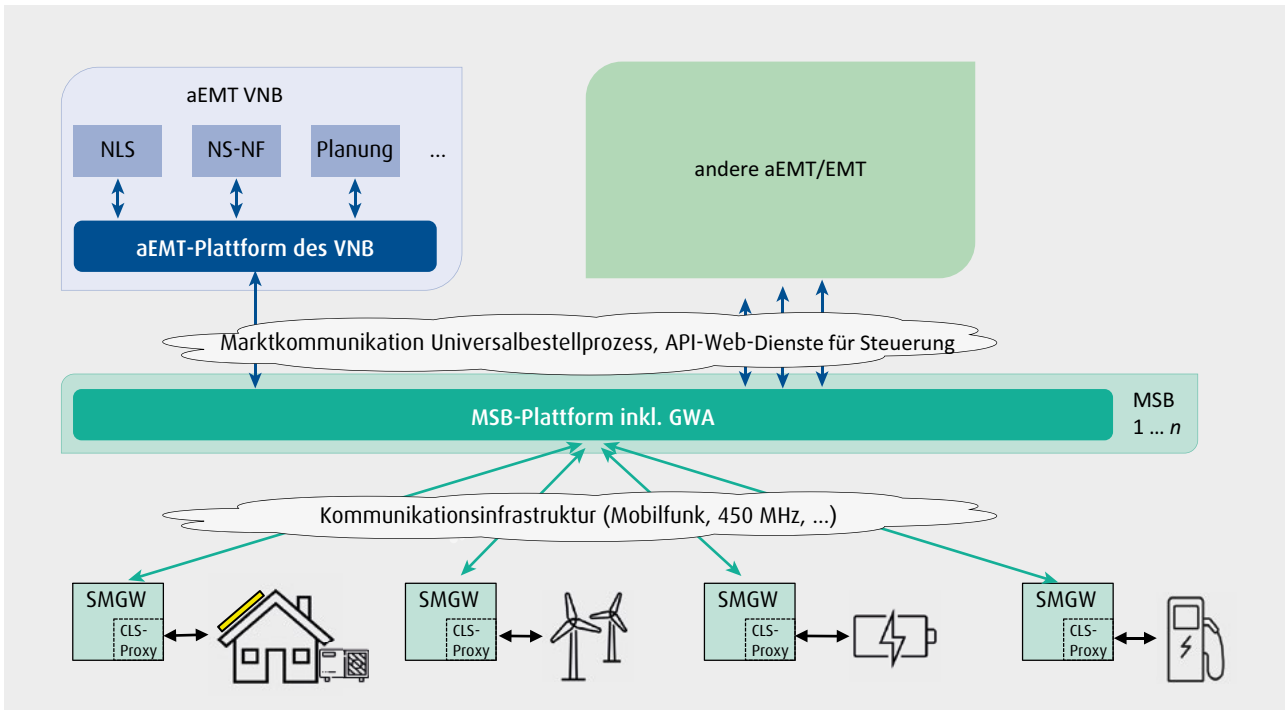 aEMT VNB
NLS
NS-NF
Planung
...
aEMT-Plattform des VNB
andere aEMT/EMT
Marktkommunikation Universalbestellprozess, API-Web-Dienste für Steuerung
MSB-Plattform inkl. GWA
MSB
1 ... n
Kommunikationsinfrastruktur (Mobilfunk, 450 MHz, ...)
SMGW
CLS-
Proxy
SMGW
CLS-
Proxy
SMGW
CLS-
Proxy
SMGW
CLS-
Proxy